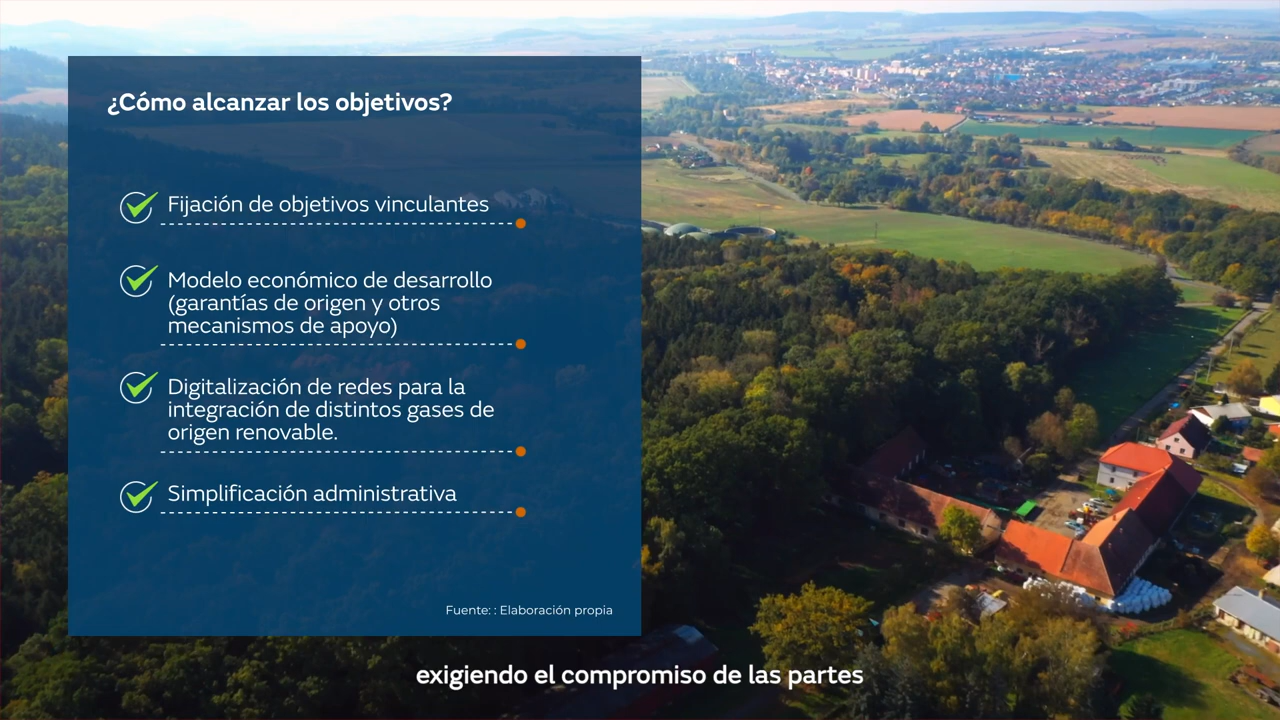 ¿Cómo alcanzar los objetivos?
Fijación de objetivos vinculantes
Modelo económico de desarrollo
(garantías de origen y otros
mecanismos de apoyo)
Digitalización de redes para la
integración de distintos gases de
origen renovable.
Simplificación administrativa
Fuente: : Elaboración propia
exigiendo el compromiso de las partes